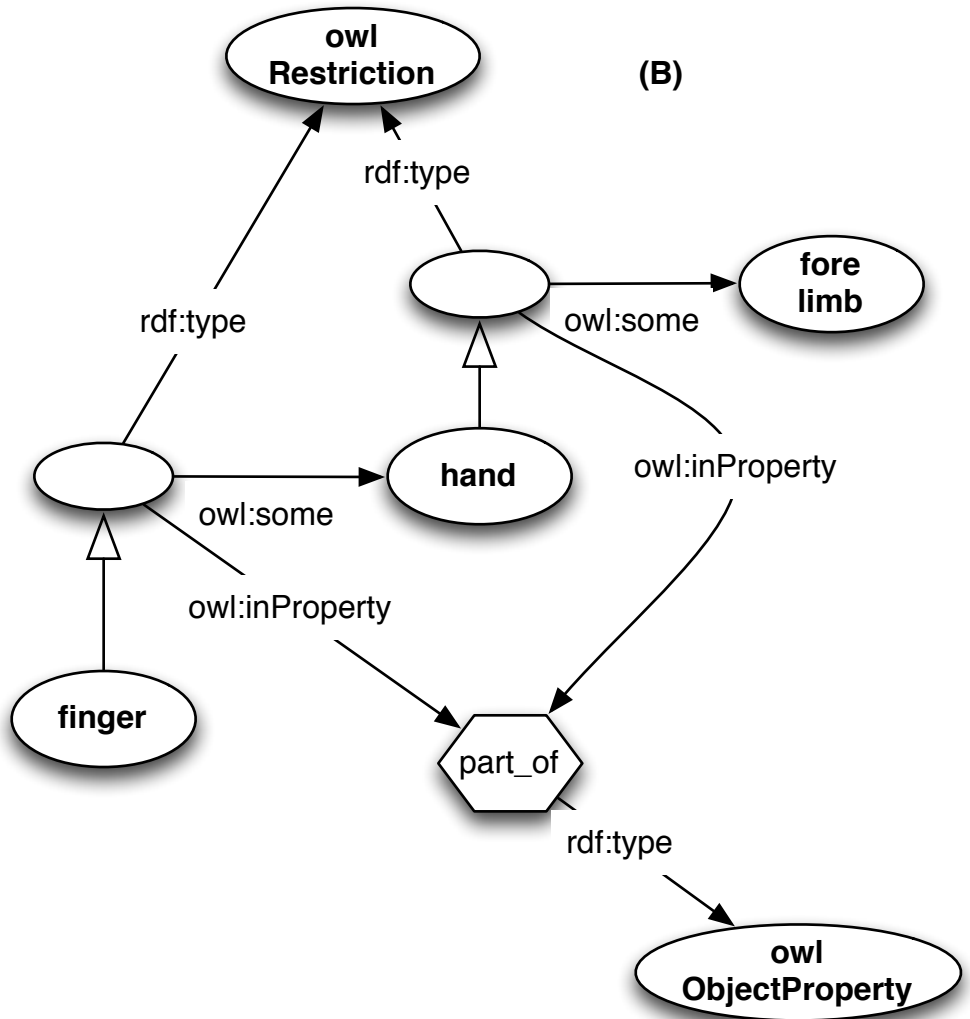 owl
Restriction
(B)
rdf:type
fore
limb
rdf:type
owl:some
hand
owl:inProperty
owl:some
owl:inProperty
finger
part_of
rdf:type
owl
ObjectProperty